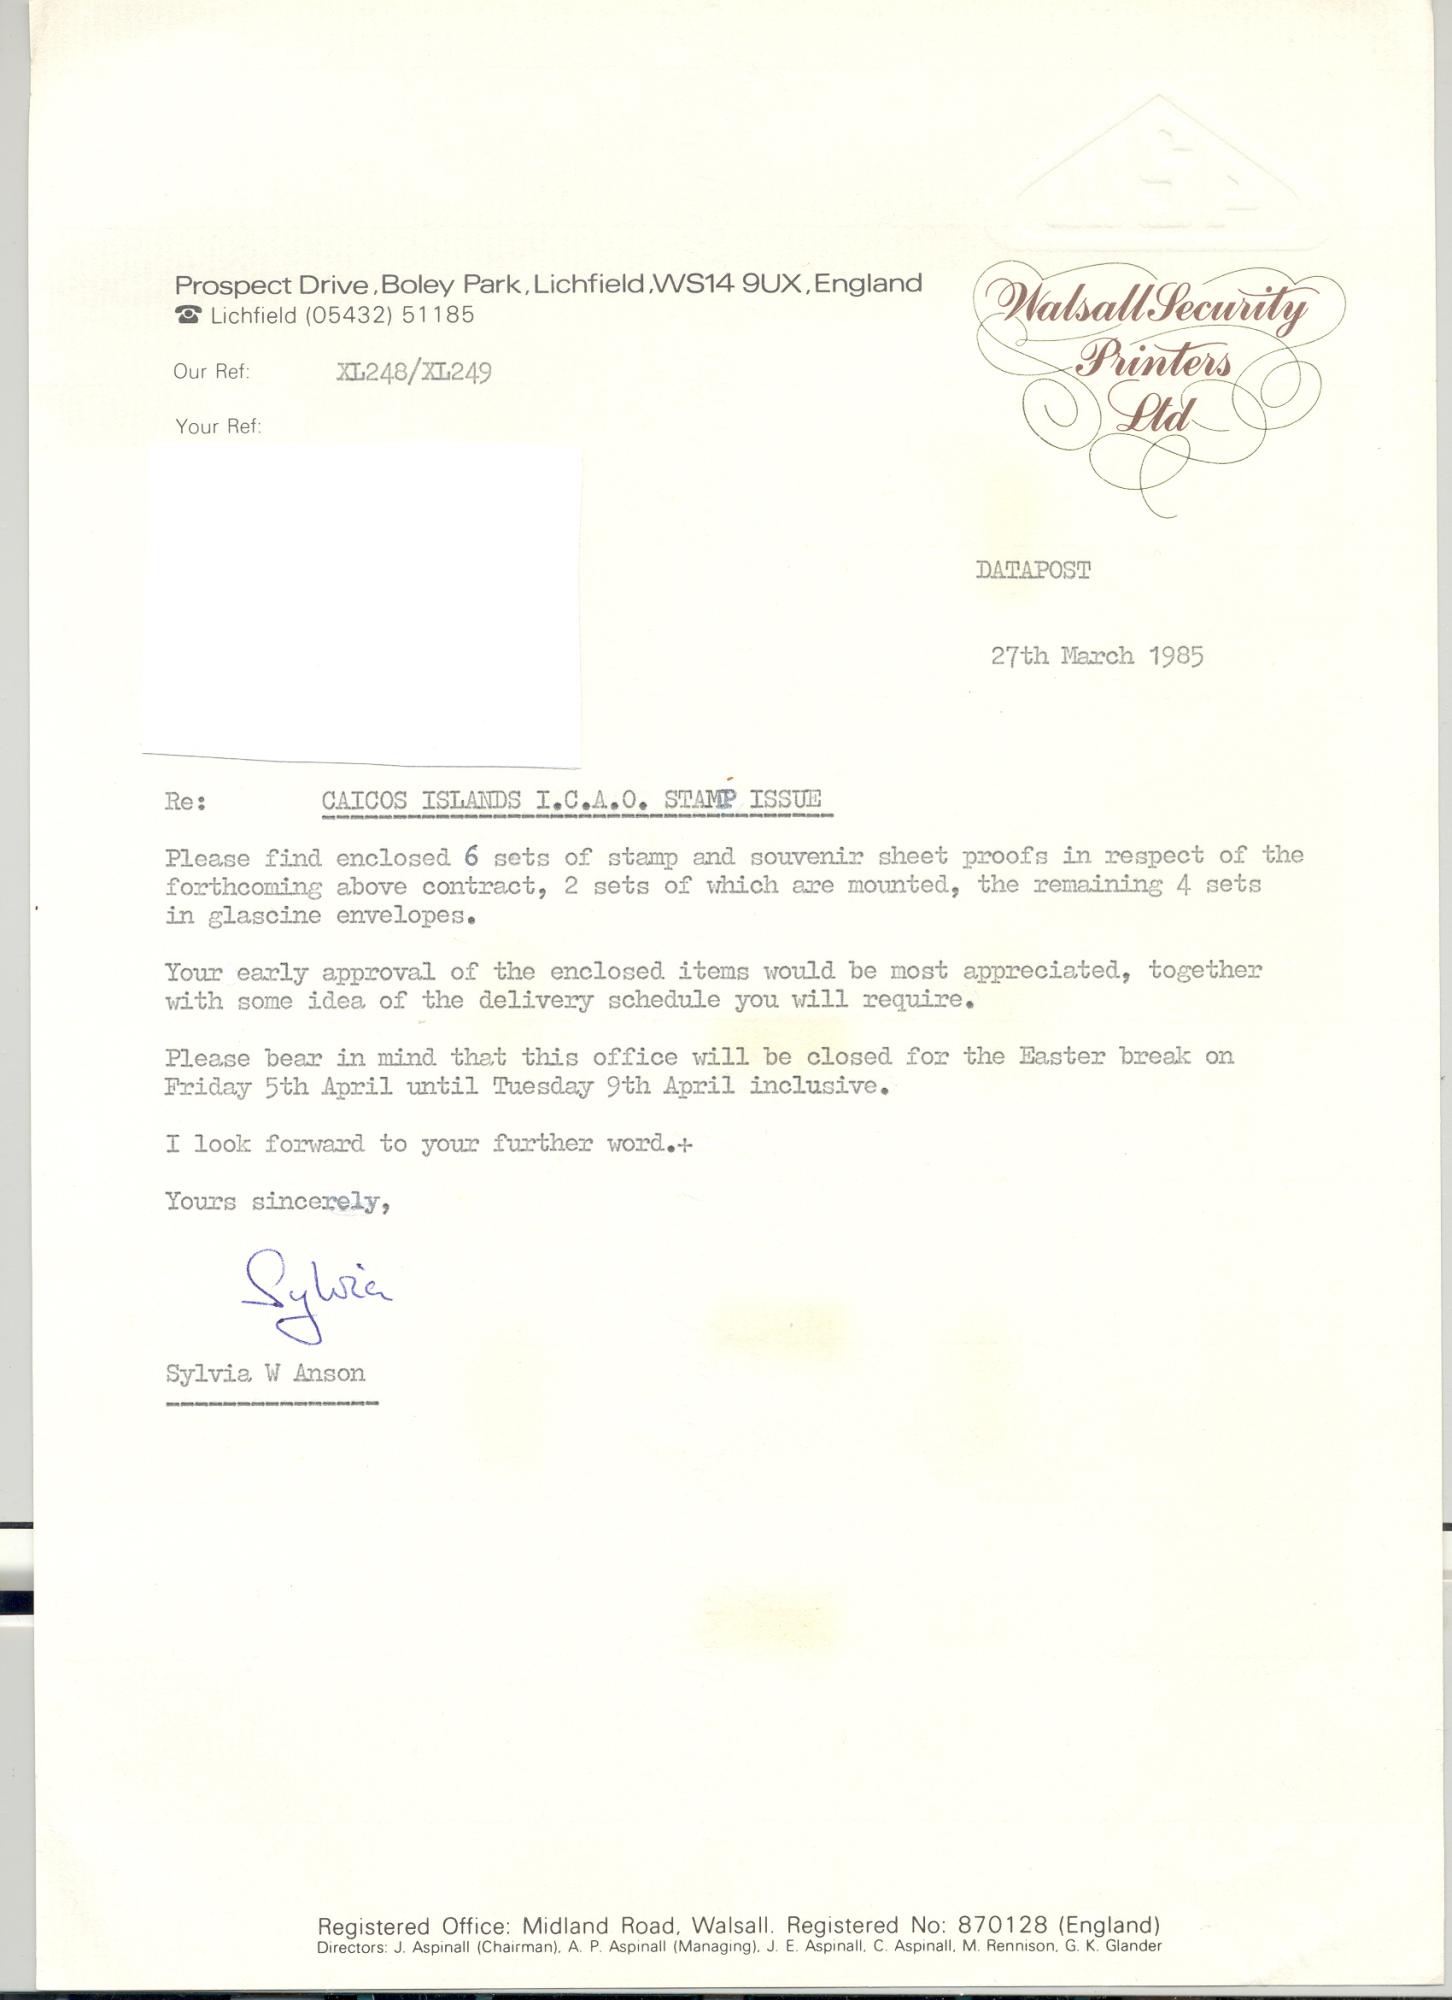 Prospect Drive, Boley Park, Lichfield, WS14 9UX, England
☎ Lichfield (05432) 51185
Our Ref: XL248/XL249
Your Ref:
Walsall Security
Printers
Ltd
DATAPOST
27th March 1985
Re: CAICOS ISLANDS I.C.A.O. STAMP ISSUE
Please find enclosed 6 sets of stamp and souvenir sheet proofs in respect of the
forthcoming above contract, 2 sets of which are mounted, the remaining 4 sets
in glascine envelopes.
Your early approval of the enclosed items would be most appreciated, together
with some idea of the delivery schedule you will require.
Please bear in mind that this office will be closed for the Easter break on
Friday 5th April until Tuesday 9th April inclusive.
I look forward to your further word.+
Yours sincerely,
Sylvia
Sylvia W Anson
Registered Office: Midland Road, Walsall. Registered No: 870128 (England)
Directors: J. Aspinall (Chairman), A. P. Aspinall (Managing), J. E. Aspinall, C. Aspinall, M. Rennison, G. K. Glander